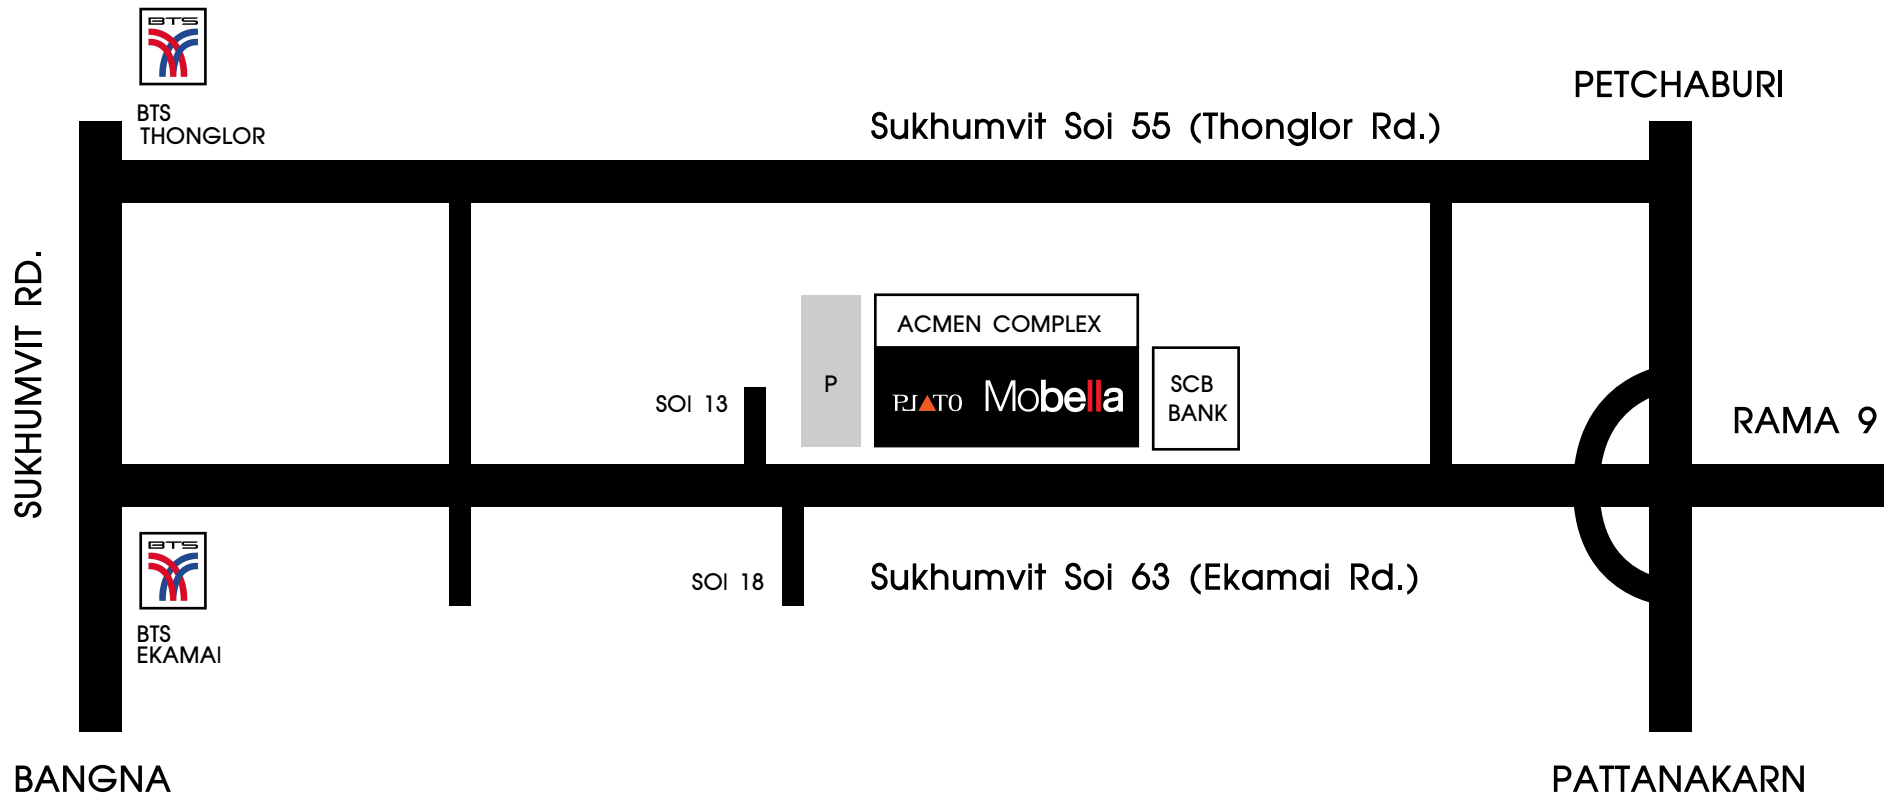 BTS
BTS
THONGLOR
PETCHABURI
Sukhumvit Soi 55 (Thonglor Rd.)
SUKHUMVIT RD.
ACMEN COMPLEX
P
SOI 13
PLATO Mobella
SCB
BANK
RAMA 9
BTS
BTS
EKAMAI
SOI 18
Sukhumvit Soi 63 (Ekamai Rd.)
BANGNA
PATTANAKARN